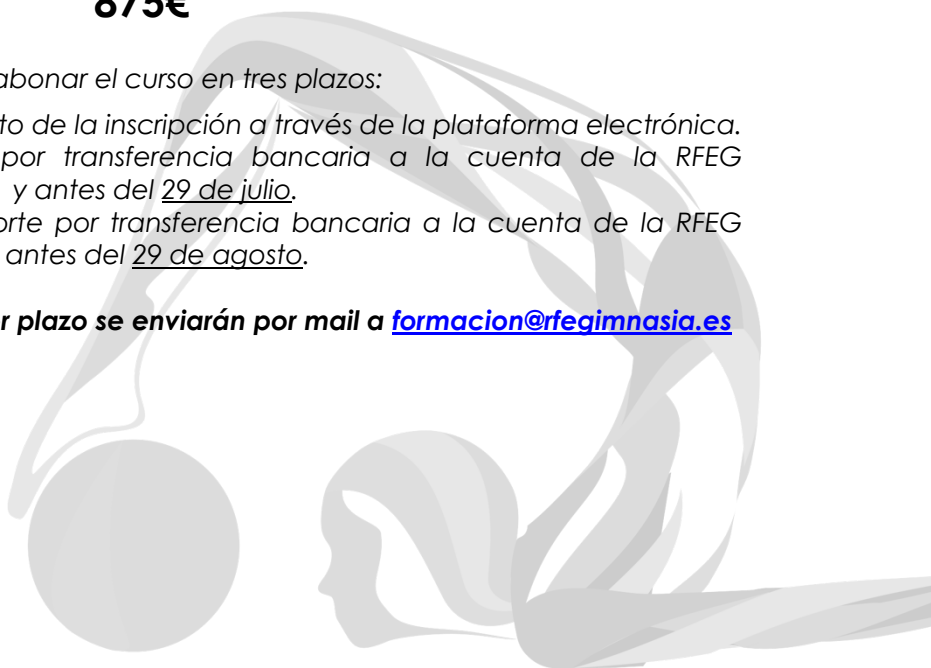 875€
abonar el curso en tres plazos:
to de la inscripción a través de la plataforma electrónica.
por transferencia bancaria a la cuenta de la RFEG
y antes del 29 de julio.
orte por transferencia bancaria a la cuenta de la RFEG
antes del 29 de agosto.
r plazo se enviarán por mail a formacion@rfegimnasia.es